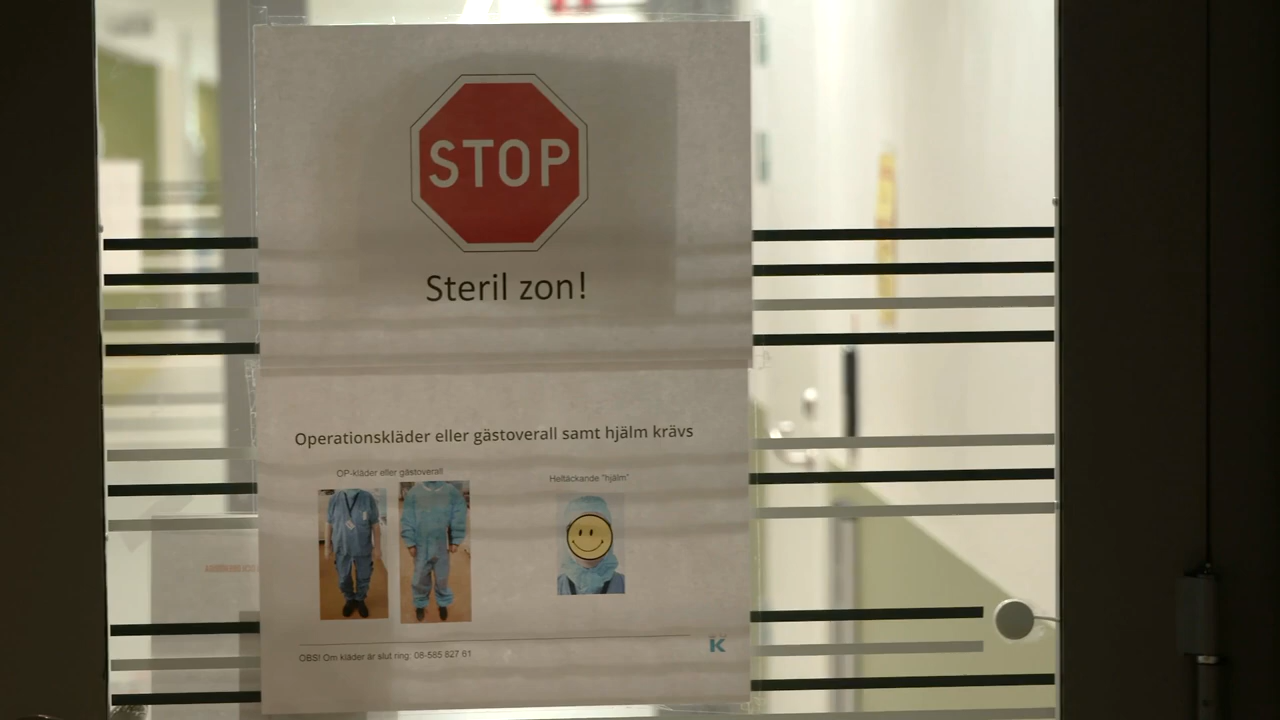 STOP
Steril zon!
Operationskläder eller gästoverall samt hjälm krävs
OP-kläder eller gästoverall
Heltäckande "hjälm"
OBS! Om kläder är slut ring: 08-585 827 61
K